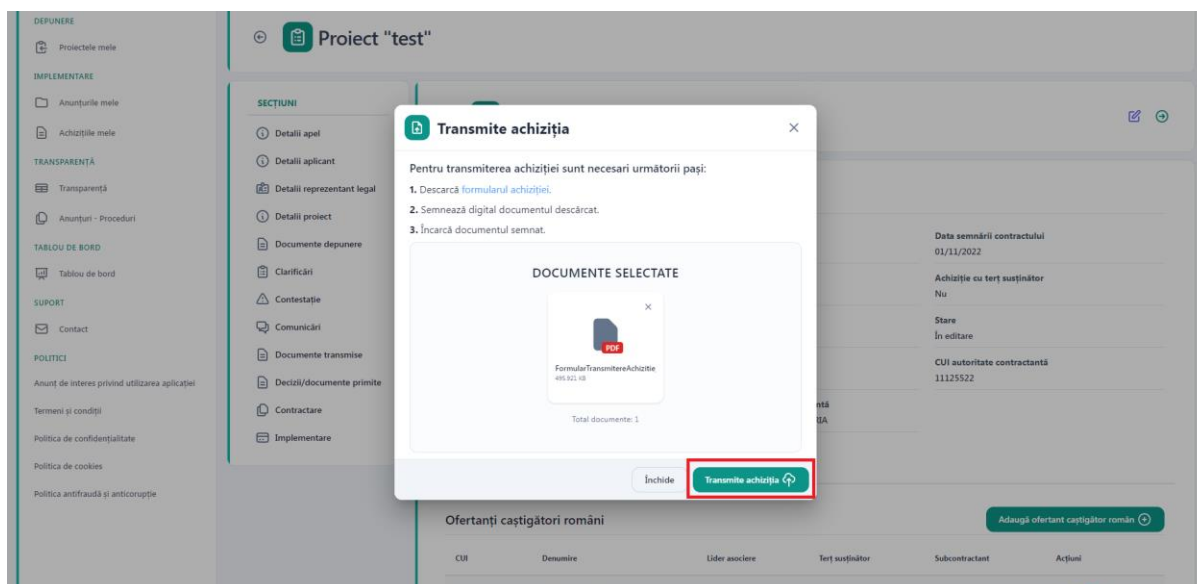 DEPUNERE
Proiectele mele
IMPLEMENTARE
Anunțurile mele
Achizițiile mele
TRANSPARENȚĂ
Transparență
Anunțuri - Proceduri
TABLOU DE BORD
Tablou de bord
SUPORT
Contact
POLITICI
Anunț de interes privind utilizarea aplicației
Termeni și condiții
Politica de confidențialitate
Politica de cookies
Politica antifraudă și anticorupție
Proiect "test"
SECȚIUNI
Detalii apel
Detalii aplicant
Detalii reprezentant legal
Detalii proiect
Documente depunere
Clarificări
Contestație
Comunicări
Documente transmise
Decizii/documente primite
Contractare
Implementare
Transmite achiziția
Pentru transmiterea achiziției sunt necesari următorii pași:
1. Descarcă formularul achiziției.
2. Semnează digital documentul descărcat.
3. Încarcă documentul semnat.
DOCUMENTE SELECTATE
PDF
FormularTransmitereAchizitie
499.921 KB
Total documente: 1
Închide
Transmite achiziția
Data semnării contractului
01/11/2022
Achiziție cu terț susținător
Nu
Stare
În editare
CUI autoritate contractantă
11125522
Ofertanți caștigători români
Adaugă ofertant caștigător român
CUI Denumire Lider asociere Terț susținător Subcontractant Acțiuni